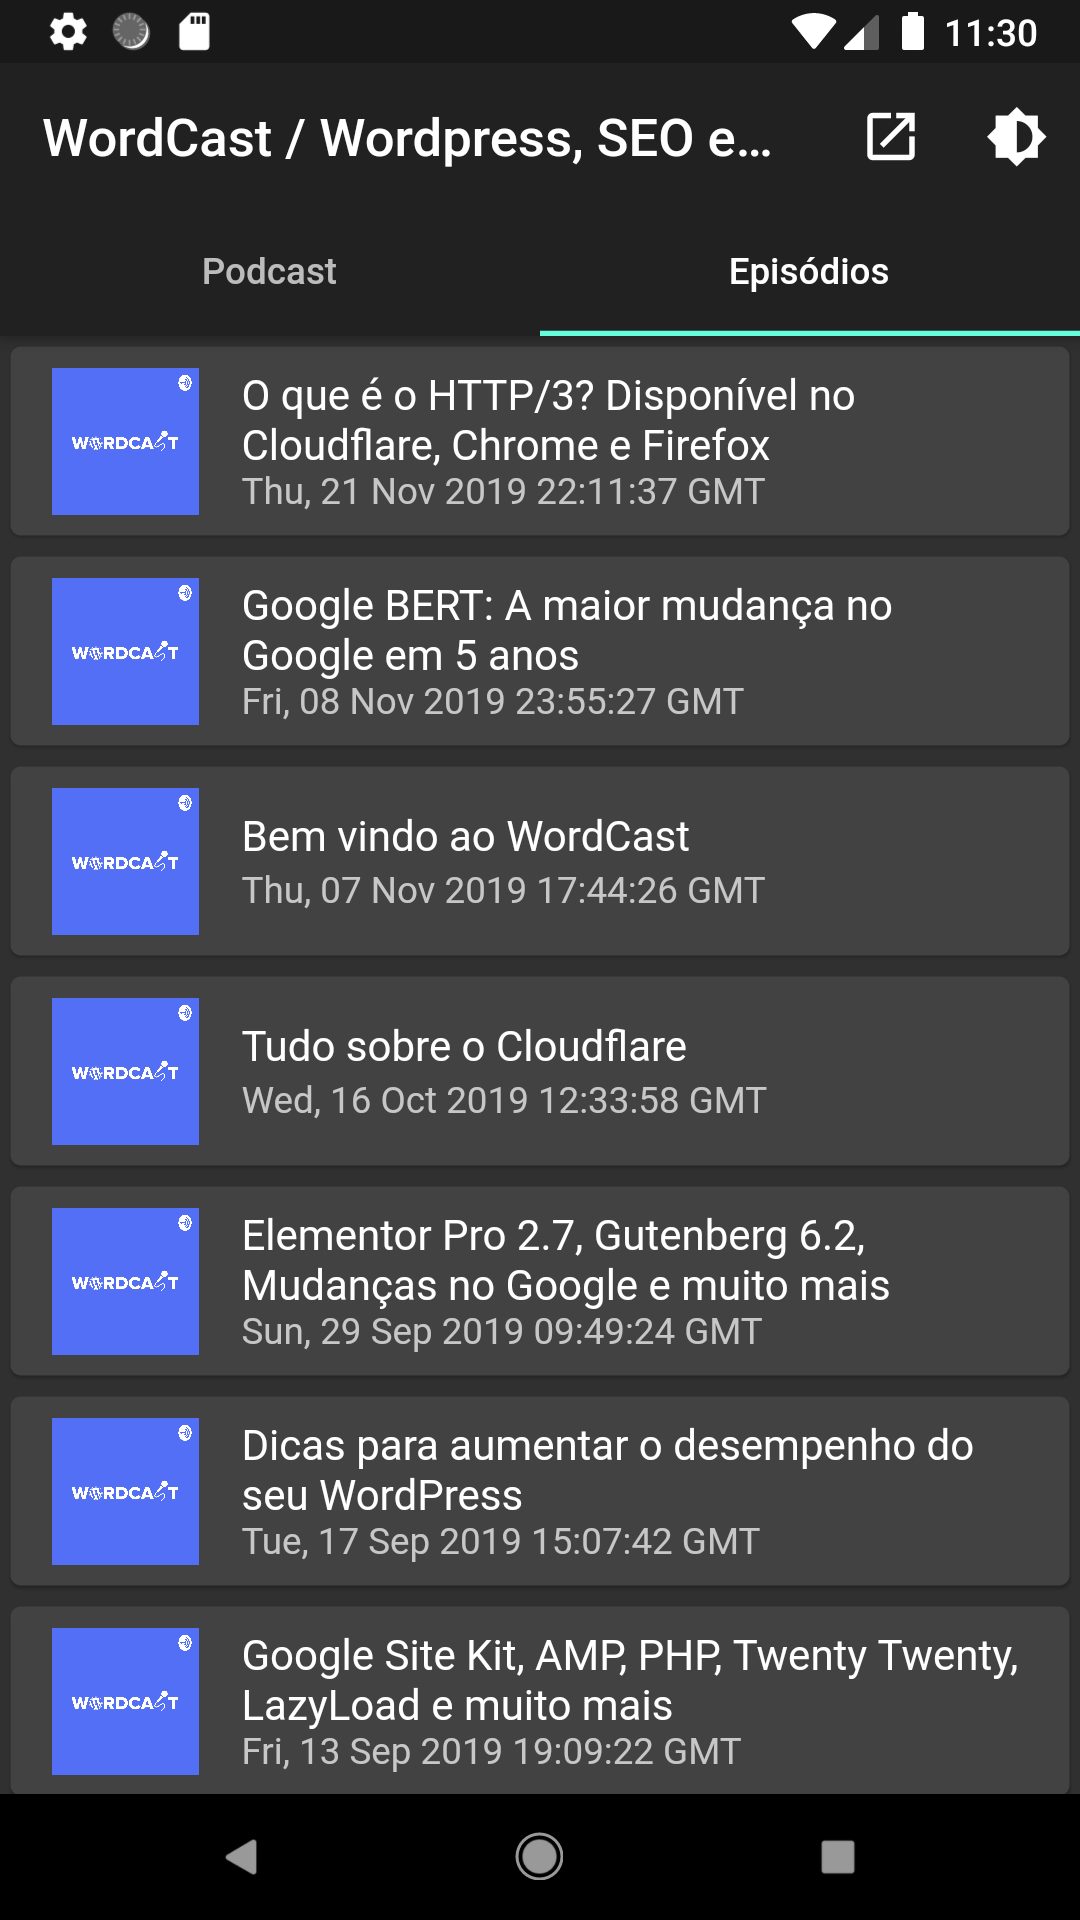 11:30
WordCast / Wordpress, SEO e...
Podcast
Episódios
WORDCAST
O que é o HTTP/3? Disponível no
Cloudflare, Chrome e Firefox
Thu, 21 Nov 2019 22:11:37 GMT
WORDCAST
Google BERT: A maior mudança no
Google em 5 anos
Fri, 08 Nov 2019 23:55:27 GMT
WORDCAST
Bem vindo ao WordCast
Thu, 07 Nov 2019 17:44:26 GMT
WORDCAST
Tudo sobre o Cloudflare
Wed, 16 Oct 2019 12:33:58 GMT
WORDCAST
Elementor Pro 2.7, Gutenberg 6.2,
Mudanças no Google e muito mais
Sun, 29 Sep 2019 09:49:24 GMT
WORDCAST
Dicas para aumentar o desempenho do
seu WordPress
Tue, 17 Sep 2019 15:07:42 GMT
WORDCAST
Google Site Kit, AMP, PHP, Twenty Twenty,
LazyLoad e muito mais
Fri, 13 Sep 2019 19:09:22 GMT